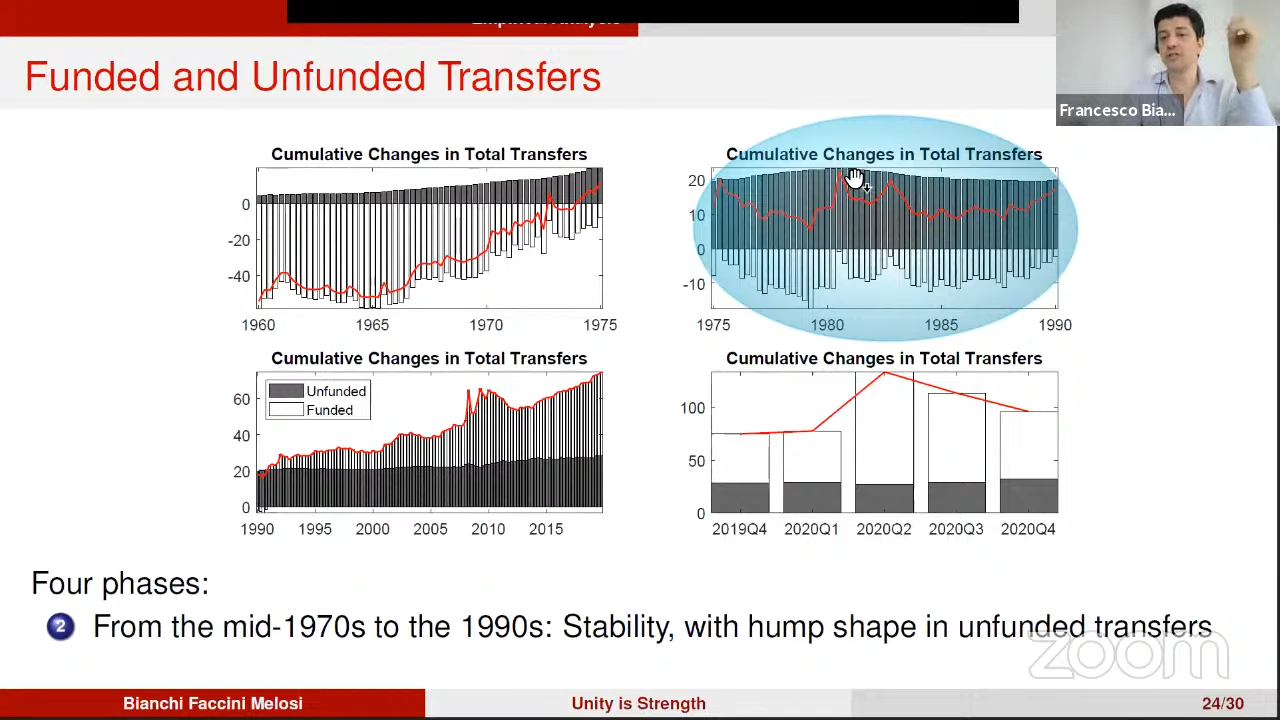 Empirical Analysis
Funded and Unfunded Transfers
Francesco Bia...
Cumulative Changes in Total Transfers
0
-20
-40
1960 1965 1970 1975
Cumulative Changes in Total Transfers
20
10
0
-10
1975 1980 1985 1990
Cumulative Changes in Total Transfers
Unfunded
Funded
60
40
20
0
1990 1995 2000 2005 2010 2015
Cumulative Changes in Total Transfers
100
50
0
2019Q4 2020Q1 2020Q2 2020Q3 2020Q4
Four phases:
2 From the mid-1970s to the 1990s: Stability, with hump shape in unfunded transfers
zoom
Bianchi Faccini Melosi Unity is Strength 24/30